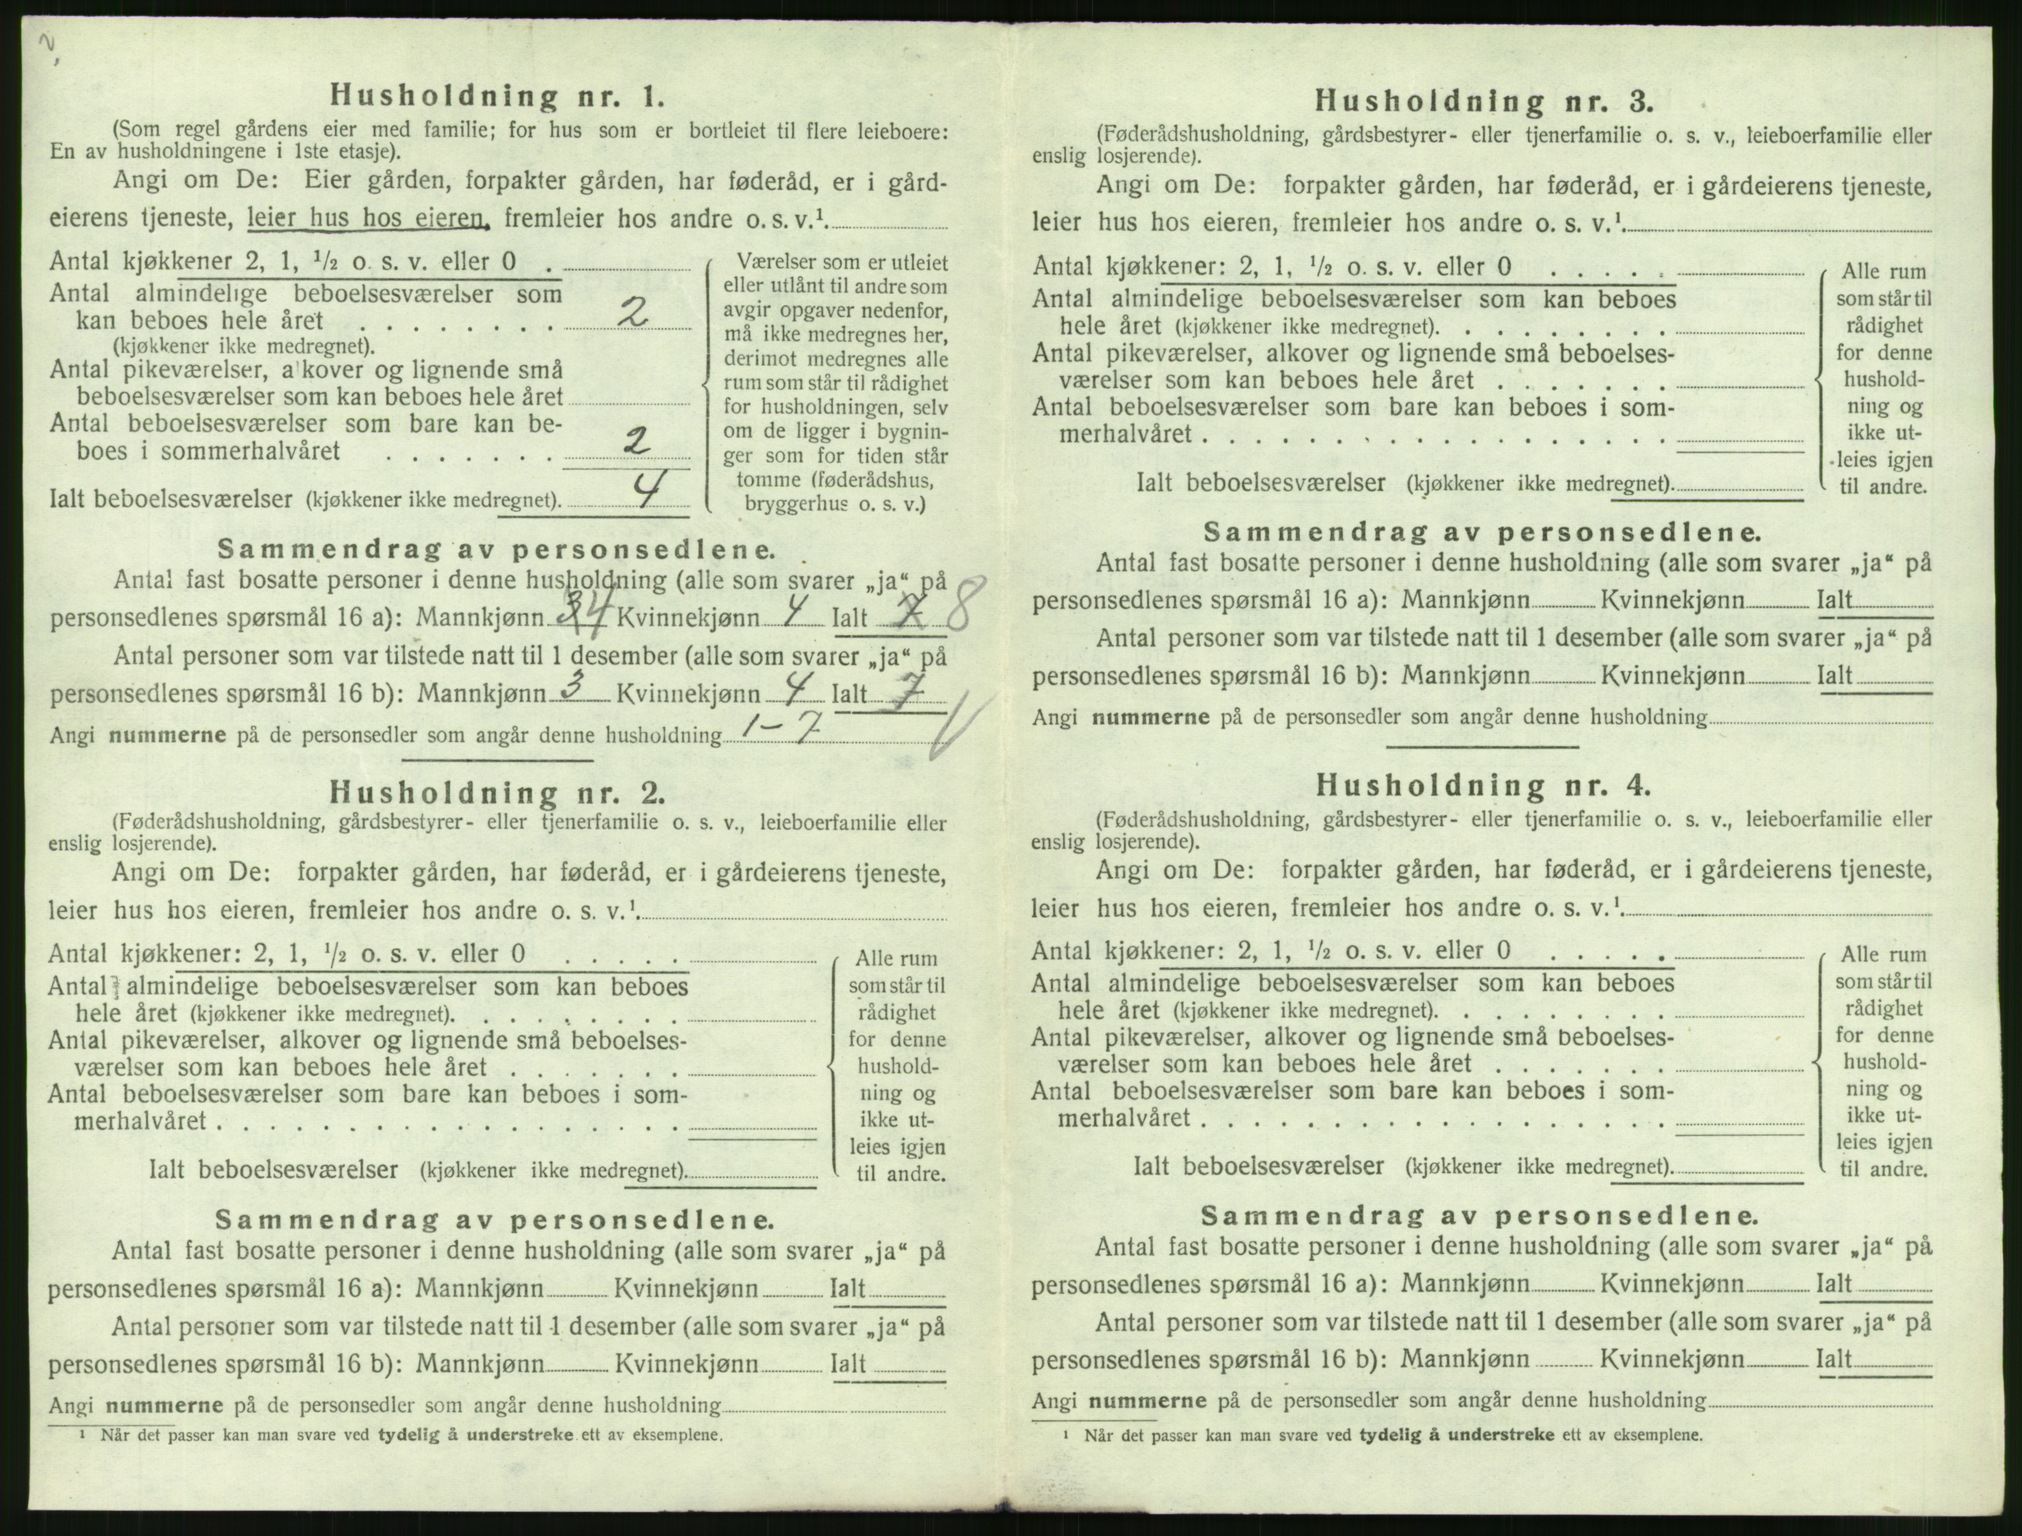 Husholdning nr. 1.
(Som regel gårdens eier med familie; for hus som er bortleiet til flere leieboere:
En av husholdningene i 1ste etasje).
Angi om De: Eier gården, forpakter gården, har føderåd, er i gård-
eierens tjeneste, leier hus hos eieren, fremleier hos andre o. s. v.¹.
Antal kjøkkener 2, 1, ½ o. s. v. eller 0 .
Antal almindelige beboelsesværelser som
kan beboes hele året . . . . . . . . 2
(kjøkkener ikke medregnet).
Antal pikeværelser, a'kover og lignende små
beboelsesværelser som kan beboes hele året
Antal beboelsesværelser som bare kan be-
boes i sommerhalvåret . . . . . . . 2
Ialt beboelsesværelser (kjøkkener ikke medregnet). 4
Værelser som er utleiet
eller utlånt til andre som
avgir opgaver nedenfor,
må ikke medregnes her,
derimot medregnes alle
rum som står til rådighet
for husholdningen, selv
om de ligger i bygnin-
ger som for tiden står
tomme (føderådshus,
bryggerhus o. s. v.)
Sammendrag av personsedlene.
Antal fast bosatte personer i denne husholdning (alle som svarer „ja“ på
personsedlenes spørsmål 16 a): Mannkjønn 3 4 Kvinnekjønn 4 Ialt 7 8
Antal personer som var tilstede natt til 1 desember (alle som svarer „ja“ på
personsedlenes spørsmål 16 b): Mannkjønn 3 Kvinnekjønn 4 Ialt 7
Angi nummerne på de personsedler som angår denne husholdning 1-7
Husholdning nr. 2.
(Føderådshusholdning, gårdsbestyrer- eller tjenerfamilie o. s. v., leieboerfamilie eller
enslig losjerende).
Angi om De: forpakter gården, har føderåd, er i gårdeierens tjeneste,
leier hus hos eieren, fremleier hos andre o. s. v.¹.
Antal kjøkkener: 2, 1, ½ o. s. v. eller 0 . . . . .
Antal almindelige beboelsesværelser som kan beboes
hele året (kjøkkener ikke medregnet). . . . . . . . .
Antal pikeværelser, alkover og lignende små beboelses-
værelser som kan beboes hele året . . . . . . .
Antal beboelsesværelser som bare kan beboes i som-
merhalvåret . . . . . . . . . . . . . . . . . .
Ialt beboelsesværelser (kjøkkener ikke medregnet).
Alle rum
som står til
rådighet
for denne
hushold-
ning og
ikke ut-
leies igjen
til andre.
Sammendrag av personsedlene.
Antal fast bosatte personer i denne husholdning (alle som svarer „ja“ på
personsedlenes spørsmål 16 a): Mannkjønn Kvinnekjønn Ialt
Antal personer som var tilstede natt til 1 desember (alle som svarer „ja“ på
personsedlenes spørsmål 16 b): Mannkjønn Kvinnekjønn Ialt
Angi nummerne på de personsedler som angår denne husholdning
¹ Når det passer kan man svare ved tydelig å understreke ett av eksemplene.
Husholdning nr. 3.
(Føderådshusholdning, gårdsbestyrer- eller tjenerfamilie o. s. v., leieboerfamilie eller
enslig losjerende).
Angi om De: forpakter gården, har føderåd, er i gårdeierens tjeneste,
leier hus hos eieren, fremleier hos andre o. s. v.¹.
Antal kjøkkener: 2, 1, ½ o. s. v. eller 0 . . . . .
Antal almindelige beboelsesværelser som kan beboes
hele året (kjøkkener ikke medregnet). . . . . . . . .
Antal pikeværelser, alkover og lignende små beboelses-
værelser som kan beboes hele året . . . . . . .
Antal beboelsesværelser som bare kan beboes i som-
merhalvåret . . . . . . . . . . . . . . . . . .
Ialt beboelsesværelser (kjøkkener ikke medregnet).
Alle rum
som står til
rådighet
for denne
hushold-
ning og
ikke ut-
leies igjen
til andre.
Sammendrag av personsedlene.
Antal fast bosatte personer i denne husholdning (alle som svarer „ja“ på
personsedlenes spørsmål 16 a): Mannkjønn Kvinnekjønn Ialt
Antal personer som var tilstede natt til 1 desember (alle som svarer „ja“ på
personsedlenes spørsmål 16 b): Mannkjønn Kvinnekjønn Ialt
Angi nummerne på de personsedler som angår denne husholdning
Husholdning nr. 4.
(Føderådshusholdning, gårdsbestyrer- eller tjenerfamilie o. s. v., leieboerfamilie eller
enslig losjerende).
Angi om De: forpakter gården, har føderåd, er i gårdeierens tjeneste,
leier hus hos eieren, fremleier hos andre o. s. v.¹.
Antal kjøkkener: 2, 1, ½ o. s. v. eller 0 . . . . .
Antal almindelige beboelsesværelser som kan beboes
hele året (kjøkkener ikke medregnet). . . . . . . . .
Antal pikeværelser, alkover og lignende små beboelses-
værelser som kan beboes hele året . . . . . . .
Antal beboelsesværelser som bare kan beboes i som-
merhalvåret . . . . . . . . . . . . . . . . . .
Ialt beboelsesværelser (kjøkkener ikke medregnet).
Alle rum
som står til
rådighet
for denne
hushold-
ning og
ikke ut-
leies igjen
til andre.
Sammendrag av personsedlene.
Antal fast bosatte personer i denne husholdning (alle som svarer „ja“ på
personsedlenes spørsmål 16 a): Mannkjønn Kvinnekjønn Ialt
Antal personer som var tilstede natt til 1 desember (alle som svarer „ja“ på
personsedlenes spørsmål 16 b): Mannkjønn Kvinnekjønn Ialt
Angi nummerne på de personsedler som angår denne husholdning
¹ Når det passer kan man svare ved tydelig å understreke ett av eksemplene.